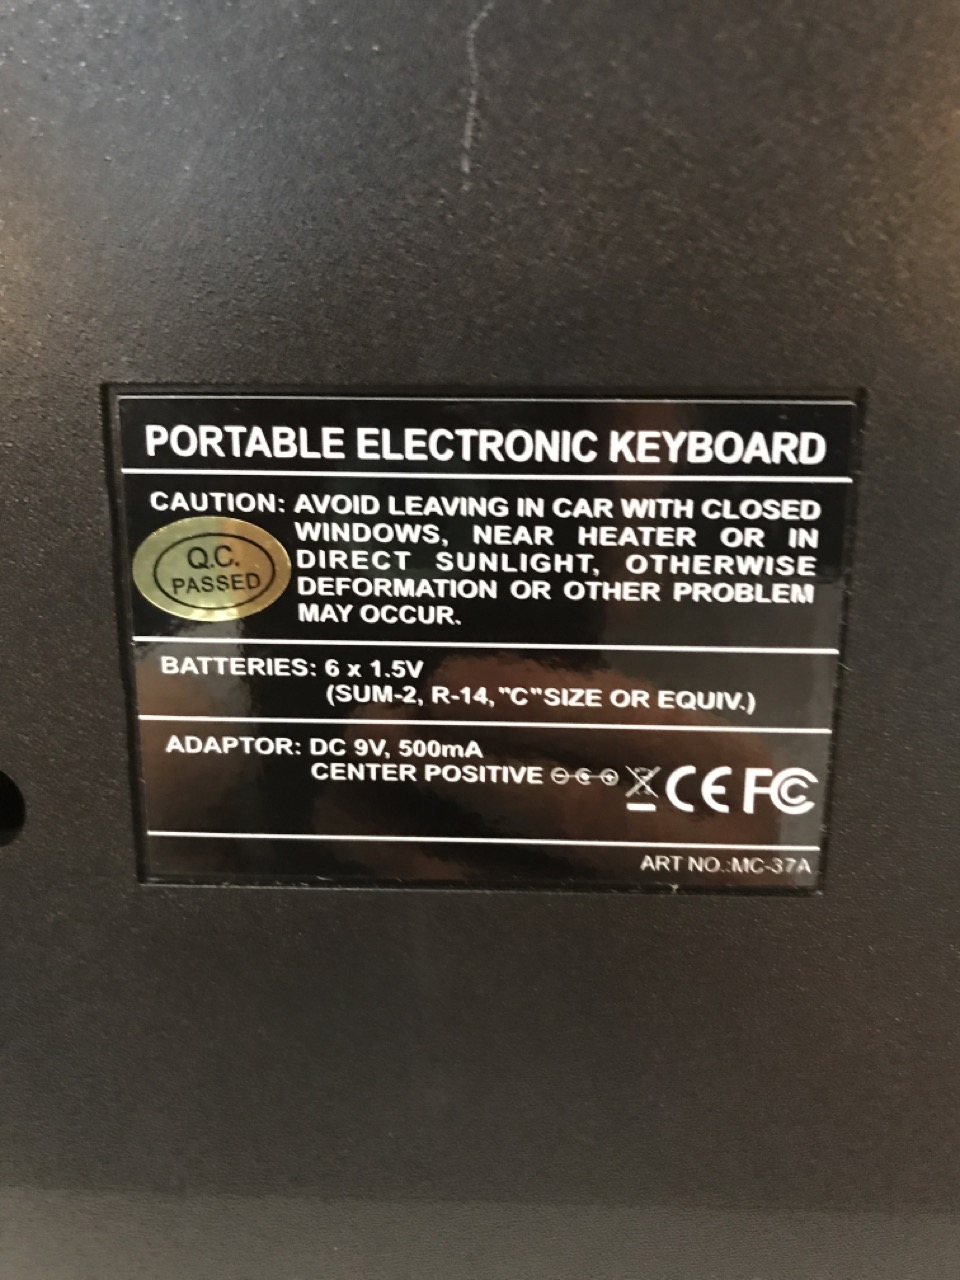 PORTABLE ELECTRONIC KEYBOARD
CAUTION: AVOID LEAVING IN CAR WITH CLOSED
WINDOWS, NEAR HEATER OR IN
DIRECT SUNLIGHT, OTHERWISE
DEFORMATION OR OTHER PROBLEM
MAY OCCUR.
Q.C.
PASSED
BATTERIES: 6 x 1.5V
(SUM-2, R-14, "C" SIZE OR EQUIV.)
ADAPTOR: DC 9V, 500mA
CENTER POSITIVE
CE FC
ART NO.:MC-37A